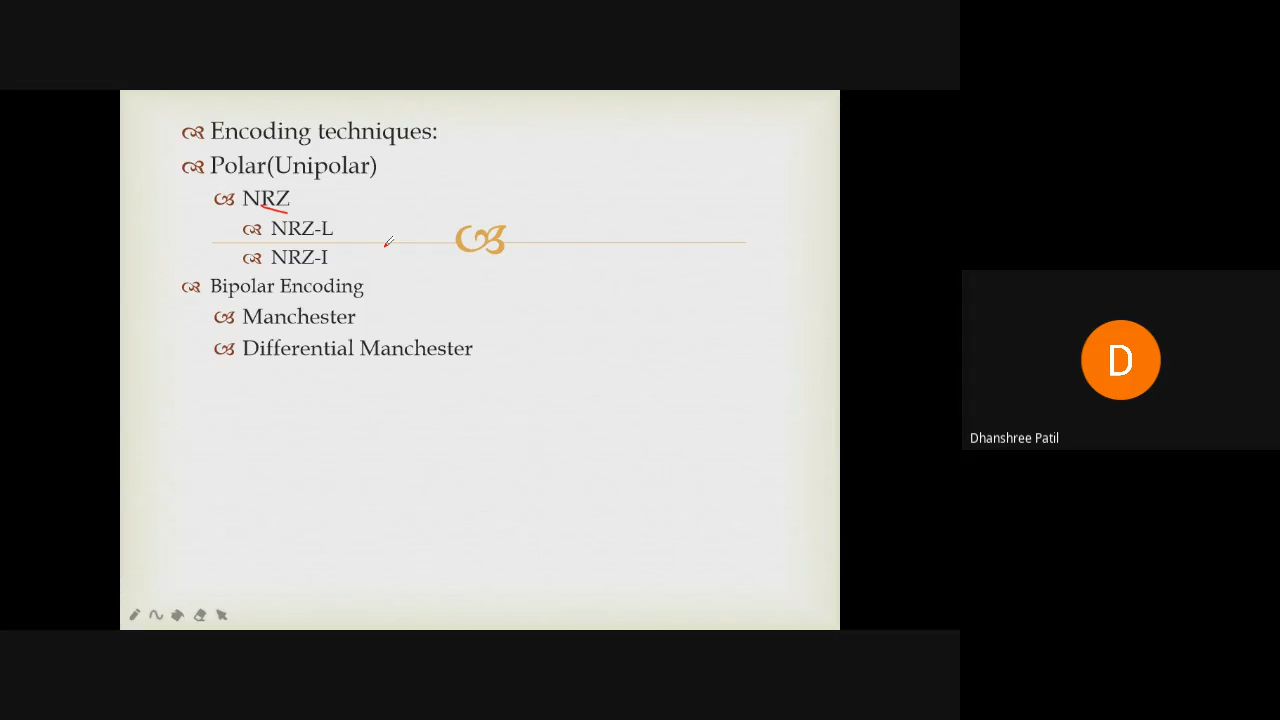 Encoding techniques:
Polar(Unipolar)
NRZ
NRZ-L
NRZ-I
Bipolar Encoding
Manchester
Differential Manchester
D
Dhanshree Patil